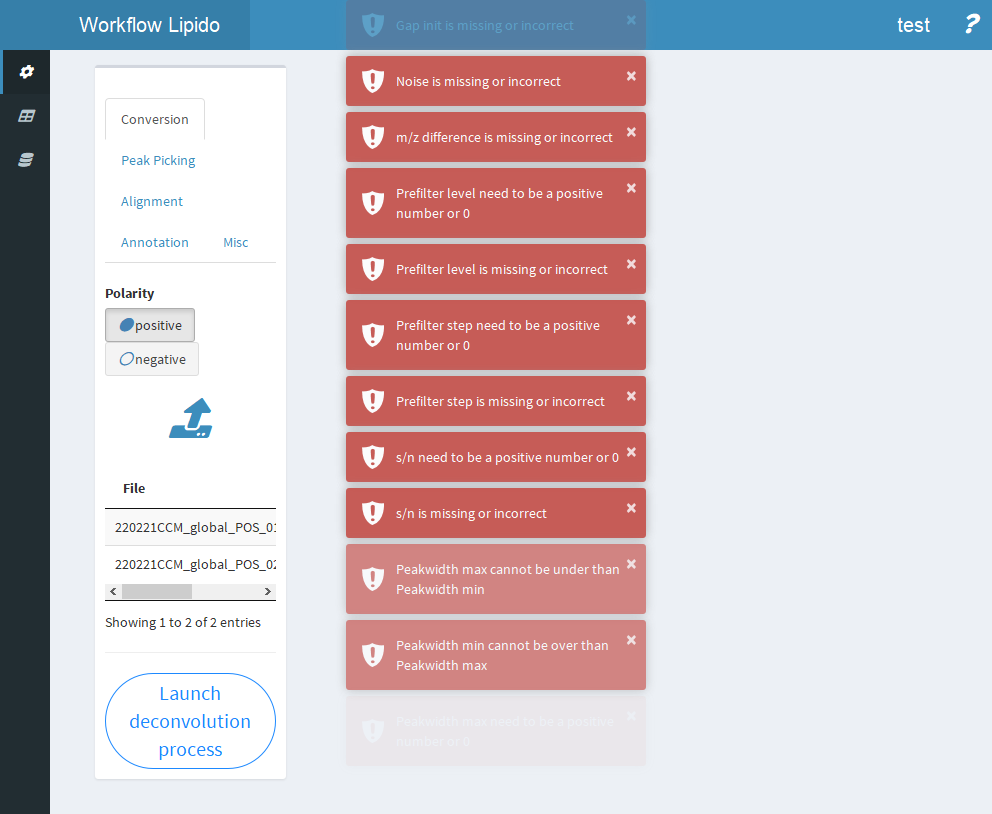 Workflow Lipido
test
?
Conversion
Peak Picking
Alignment
Annotation Misc
Polarity
positive
negative
File
220221CCM_global_POS_01
220221CCM_global_POS_02
Showing 1 to 2 of 2 entries
Launch
deconvolution
process
Gap init is missing or incorrect
Noise is missing or incorrect
m/z difference is missing or incorrect
Prefilter level need to be a positive
number or 0
Prefilter level is missing or incorrect
Prefilter step need to be a positive
number or 0
Prefilter step is missing or incorrect
s/n need to be a positive number or 0
s/n is missing or incorrect
Peakwidth max cannot be under than
Peakwidth min
Peakwidth min cannot be over than
Peakwidth max
Peakwidth max need to be a positive
number or 0